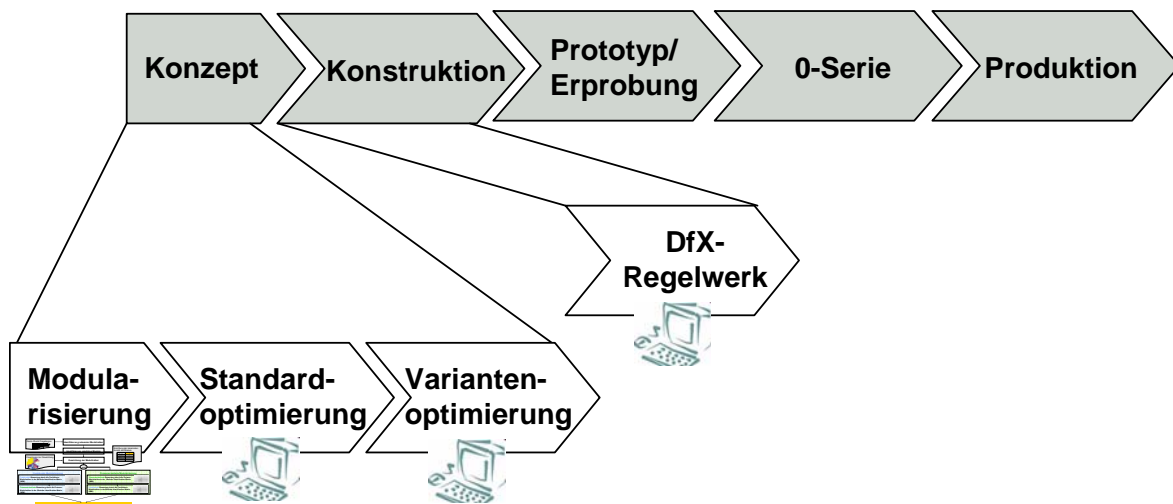 Konzept
Konstruktion
Prototyp/
Erprobung
0-Serie
Produktion
DfX-
Regelwerk
Modula-
risierung
Standard-
optimierung
Varianten-
optimierung